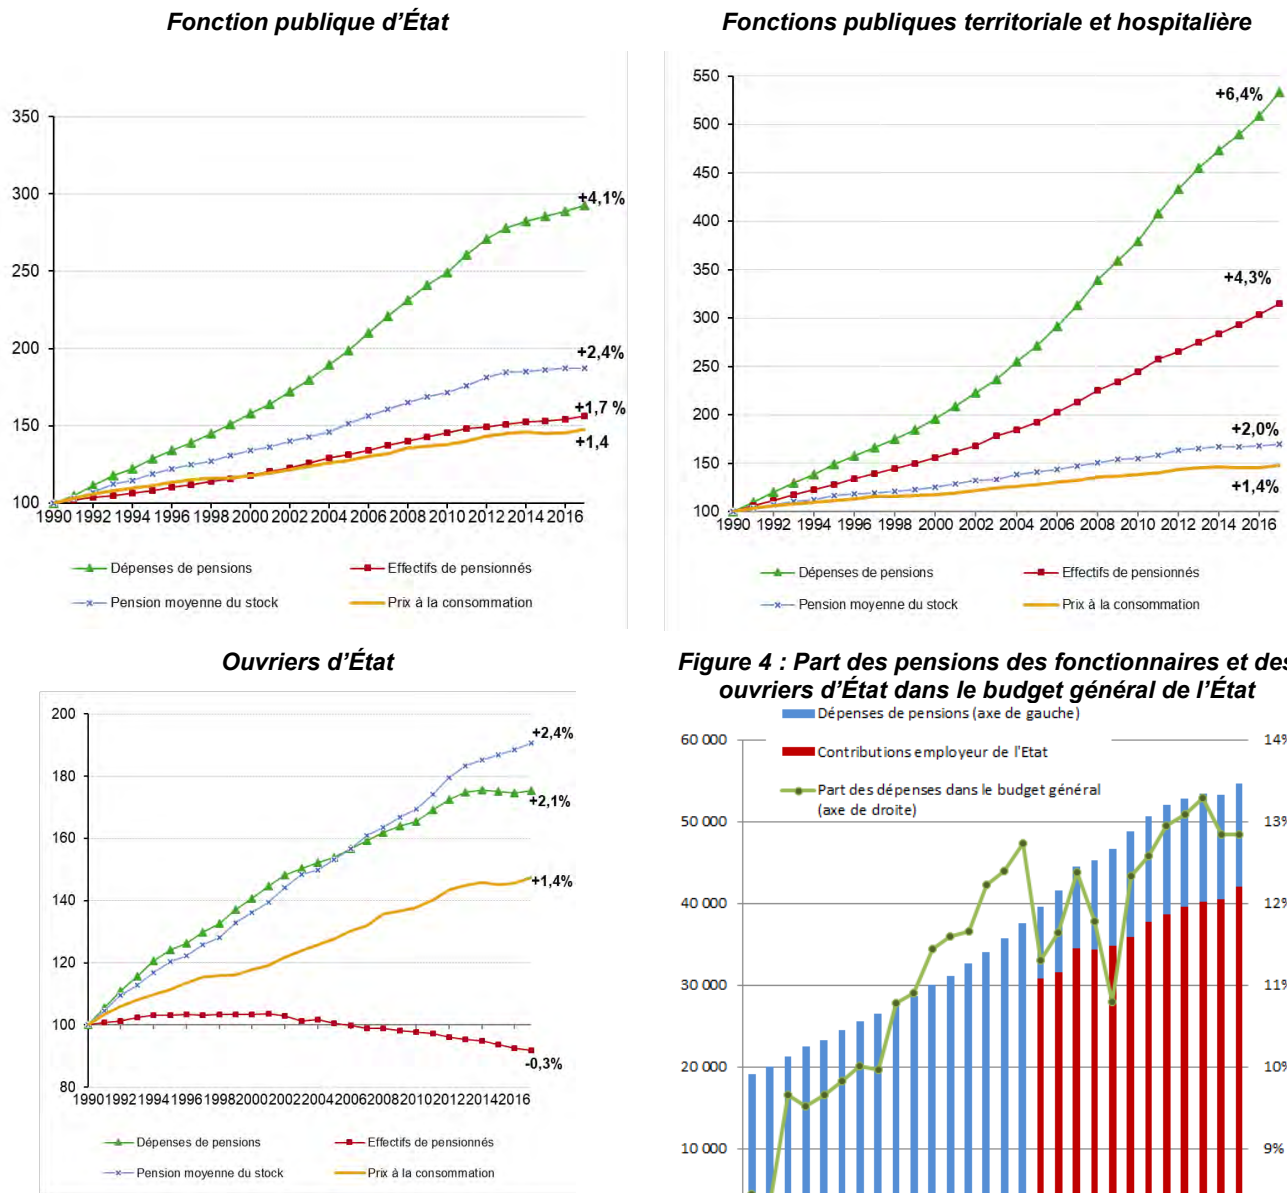 Fonction publique d'État
350
300
250
200
150
100
+4,1%
+2,4%
+1,7 %
+1,4
1990 1992 1994 1996 1998 2000 2002 2004 2006 2008 2010 2012 2014 2016
Dépenses de pensions
Effectifs de pensionnés
Pension moyenne du stock
Prix à la consommation
Fonctions publiques territoriale et hospitalière
550
500
450
400
350
300
250
200
150
100
+6,4%
+4,3%
+2,0%
+1,4%
1990 1992 1994 1996 1998 2000 2002 2004 2006 2008 2010 2012 2014 2016
Dépenses de pensions
Effectifs de pensionnés
Pension moyenne du stock
Prix à la consommation
Ouvriers d'État
200
180
160
140
120
100
80
+2,4%
+2,1%
+1,4%
-0,3%
1990 1992 1994 1996 1998 2000 2002 2004 2006 2008 2010 2012 2014 2016
Dépenses de pensions
Effectifs de pensionnés
Pension moyenne du stock
Prix à la consommation
Figure 4 : Part des pensions des fonctionnaires et des
ouvriers d'État dans le budget général de l'État
Dépenses de pensions (axe de gauche)
Contributions employeur de l'Etat
Part des dépenses dans le budget général
(axe de droite)
60 000
50 000
40 000
30 000
20 000
10 000
14%
13%
12%
11%
10%
9%